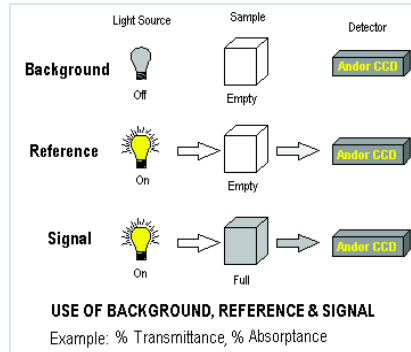 Light Source Sample Detector
Background Andor CCD
Off Empty
Reference Andor CCD
On Empty
Signal Andor CCD
On Full
USE OF BACKGROUND, REFERENCE & SIGNAL
Example: % Transmittance, % Absorptance